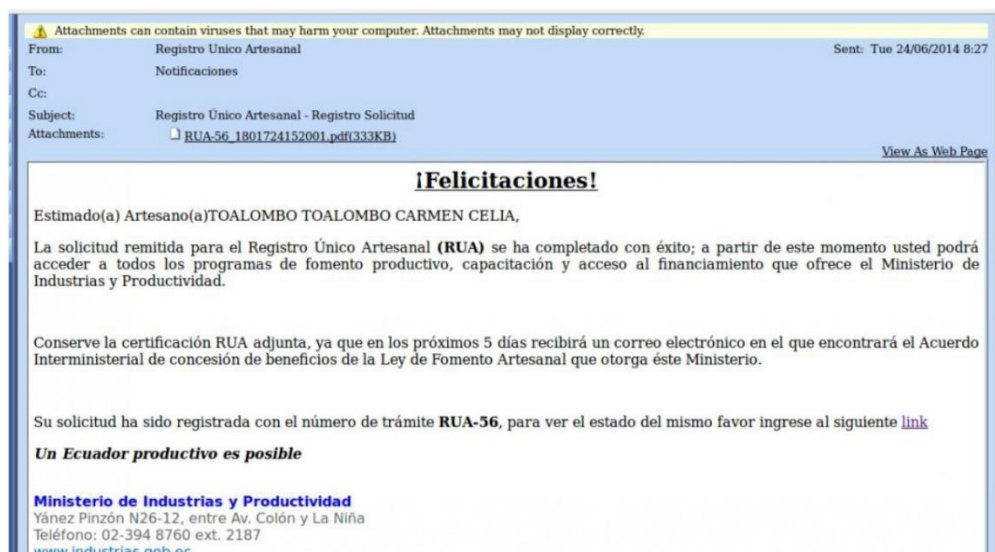 Attachments can contain viruses that may harm your computer. Attachments may not display correctly.
From: Registro Unico Artesanal Sent: Tue 24/06/2014 8:27
To: Notificaciones
Cc:
Subject: Registro Único Artesanal - Registro Solicitud
Attachments: RUA-56_1801724152001.pdf(333KB)
View As Web Page
¡Felicitaciones!
Estimado(a) Artesano(a)TOALOMBO TOALOMBO CARMEN CELIA,
La solicitud remitida para el Registro Único Artesanal (RUA) se ha completado con éxito; a partir de este momento usted podrá
acceder a todos los programas de fomento productivo, capacitación y acceso al financiamiento que ofrece el Ministerio de
Industrias y Productividad.
Conserve la certificación RUA adjunta, ya que en los próximos 5 días recibirá un correo electrónico en el que encontrará el Acuerdo
Interministerial de concesión de beneficios de la Ley de Fomento Artesanal que otorga éste Ministerio.
Su solicitud ha sido registrada con el número de trámite RUA-56, para ver el estado del mismo favor ingrese al siguiente link
Un Ecuador productivo es posible
Ministerio de Industrias y Productividad
Yánez Pinzón N26-12, entre Av. Colón y La Niña
Teléfono: 02-394 8760 ext. 2187
www.industrias.gob.ec